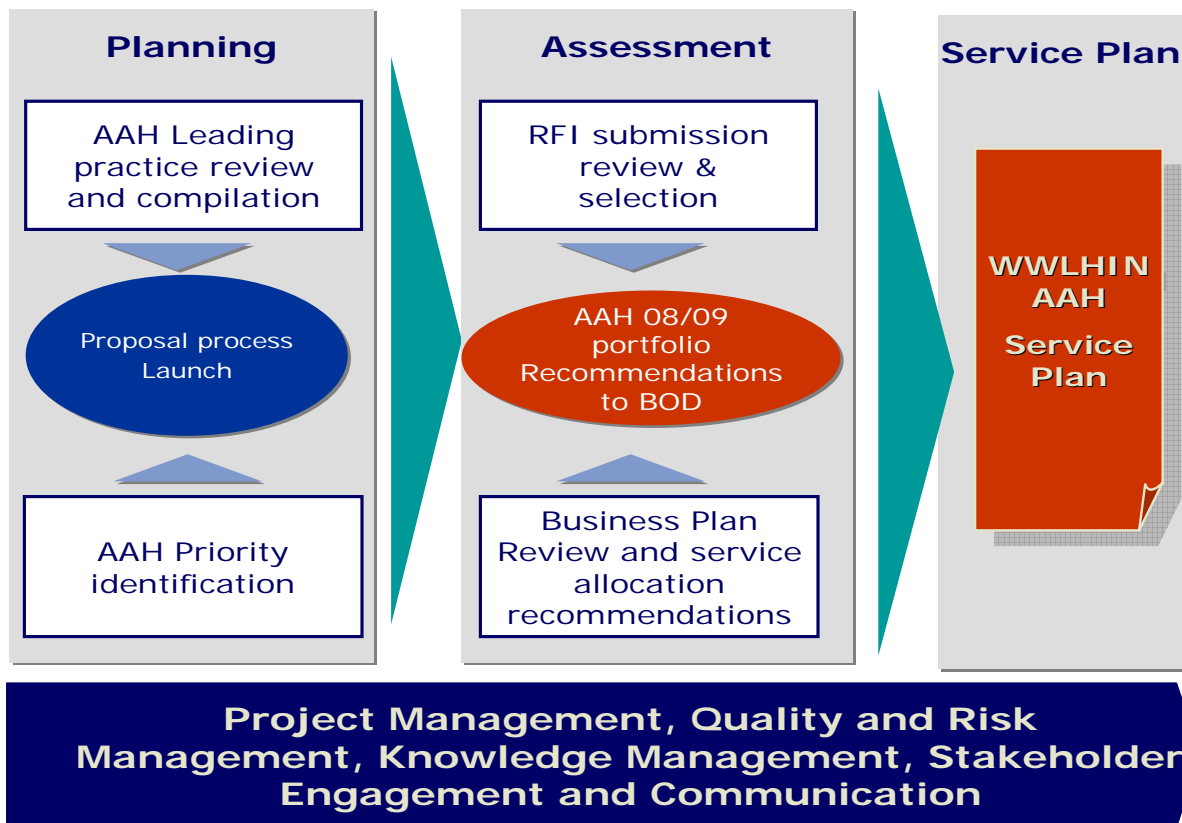 Planning
AAH Leading
practice review
and compilation
Proposal process
Launch
AAH Priority
identification
Assessment
RFI submission
review &
selection
AAH 08/09
portfolio
Recommendations
to BOD
Business Plan
Review and service
allocation
recommendations
Service Plan
WWLHIN
AAH
Service
Plan
Project Management, Quality and Risk
Management, Knowledge Management, Stakeholder
Engagement and Communication